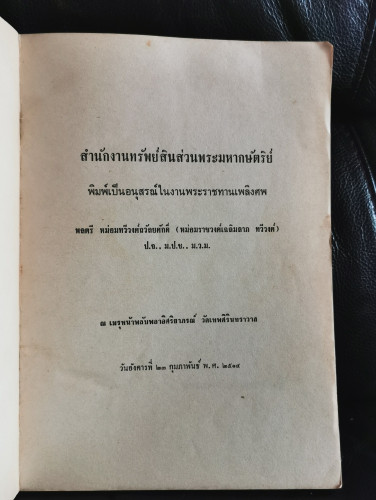 สำนักงานทรัพย์สินส่วนพระมหากษัตริย์
พิมพ์เป็นอนุสรณ์ในงานพระราชทานเพลิงศพ
พลตรี หม่อมทวีวงศ์ถวัลยศักดิ์ (หม่อมราชวงศ์เฉลิมลาภ ทวีวงศ์)
ป.จ., ม.ป.ช., ม.ว.ม.
ณ เมรุหน้าพลับพลาอิศริยาภรณ์ วัดเทพศิรินทราวาส
วันอังคารที่ ๒๓ กุมภาพันธ์ พ.ศ. ๒๕๑๔